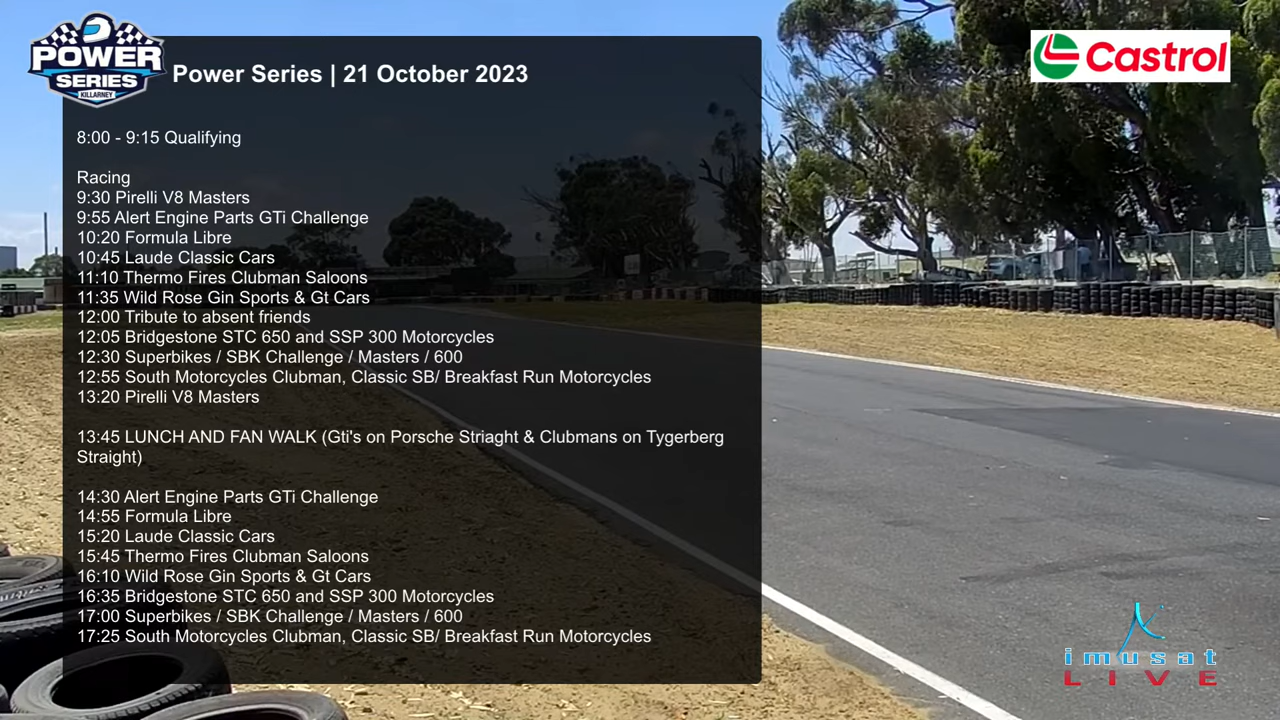 POWER
SERIES
KILLARNEY
Power Series | 21 October 2023
Castrol
8:00 - 9:15 Qualifying
Racing
9:30 Pirelli V8 Masters
9:55 Alert Engine Parts GTi Challenge
10:20 Formula Libre
10:45 Laude Classic Cars
11:10 Thermo Fires Clubman Saloons
11:35 Wild Rose Gin Sports & Gt Cars
12:00 Tribute to absent friends
12:05 Bridgestone STC 650 and SSP 300 Motorcycles
12:30 Superbikes / SBK Challenge / Masters / 600
12:55 South Motorcycles Clubman, Classic SB/ Breakfast Run Motorcycles
13:20 Pirelli V8 Masters
13:45 LUNCH AND FAN WALK (Gti's on Porsche Striaght & Clubmans on Tygerberg
Straight)
14:30 Alert Engine Parts GTi Challenge
14:55 Formula Libre
15:20 Laude Classic Cars
15:45 Thermo Fires Clubman Saloons
16:10 Wild Rose Gin Sports & Gt Cars
16:35 Bridgestone STC 650 and SSP 300 Motorcycles
17:00 Superbikes / SBK Challenge / Masters / 600
17:25 South Motorcycles Clubman, Classic SB/ Breakfast Run Motorcycles
imusat
LIVE